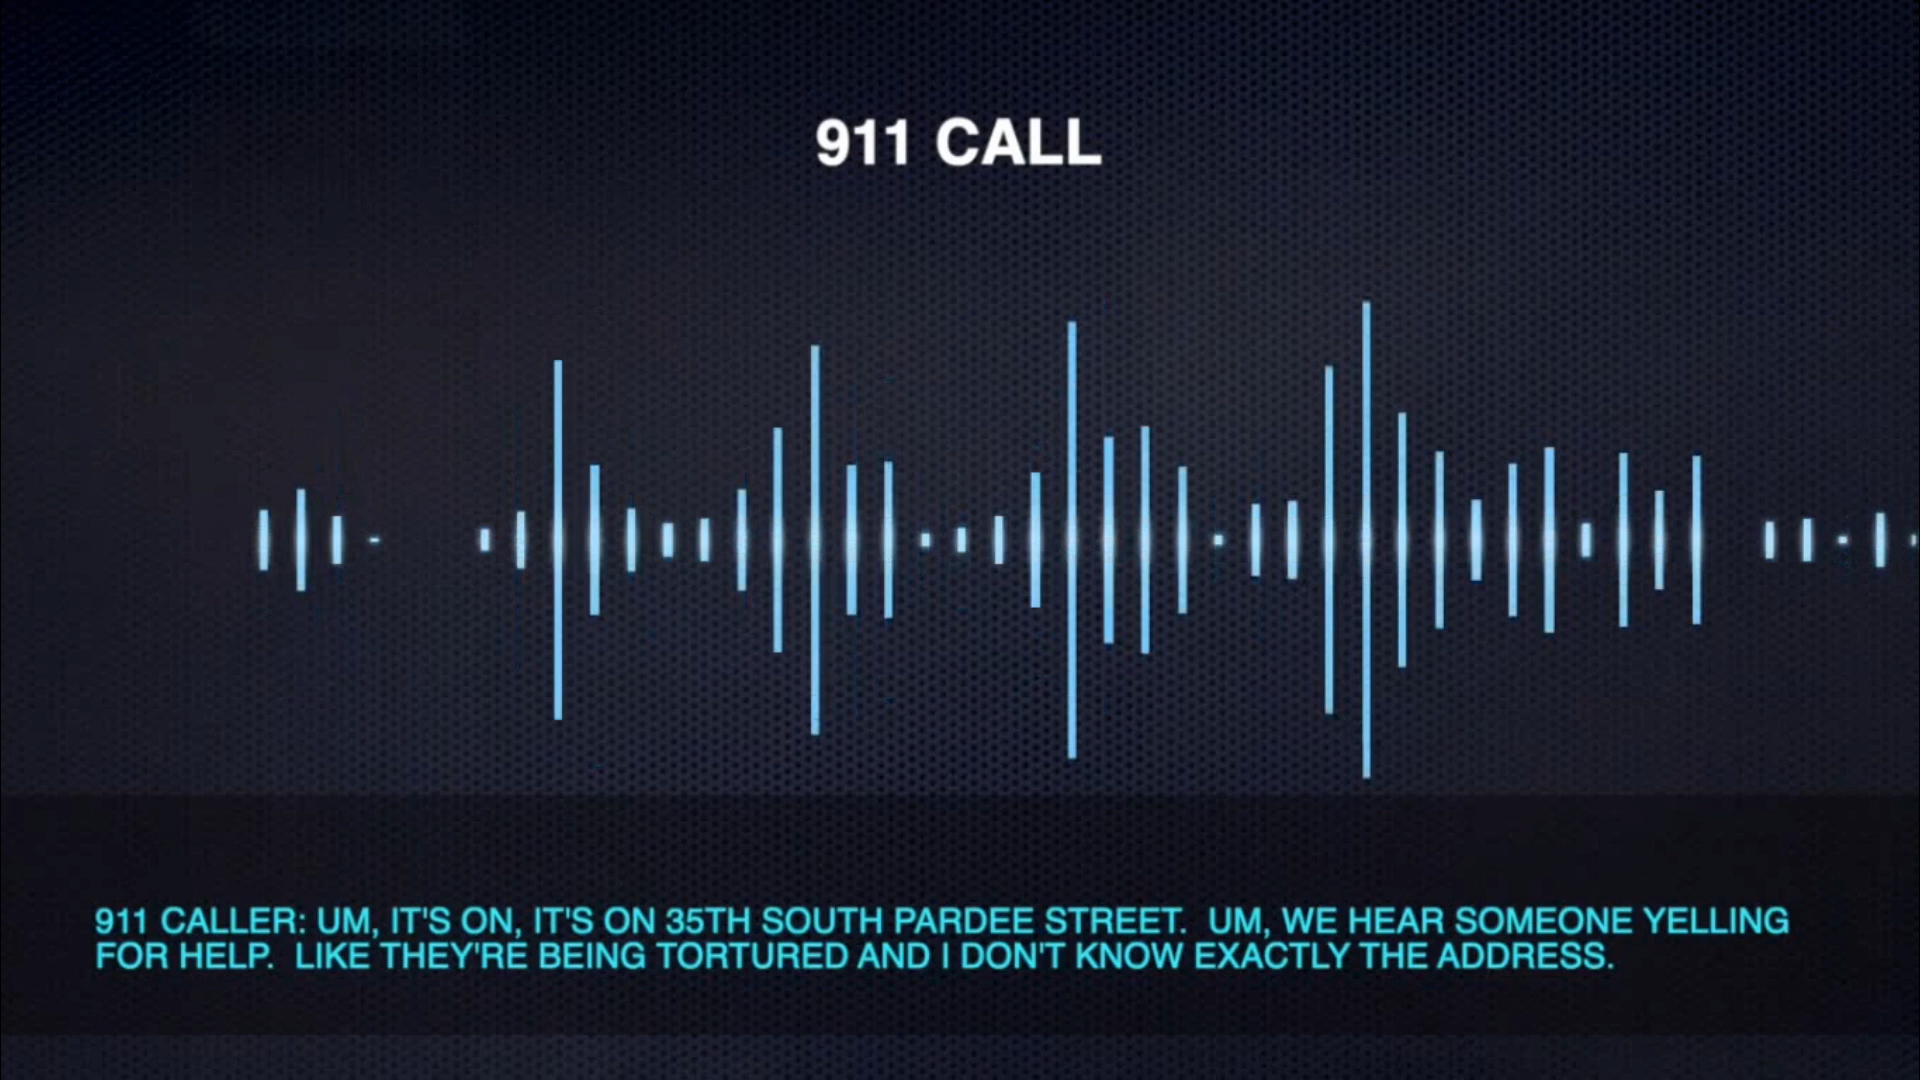 911 CALL
911 CALLER: UM, IT'S ON, IT'S ON 35TH SOUTH PARDEE STREET.  UM, WE HEAR SOMEONE YELLING
FOR HELP.  LIKE THEY'RE BEING TORTURED AND I DON'T KNOW EXACTLY THE ADDRESS.